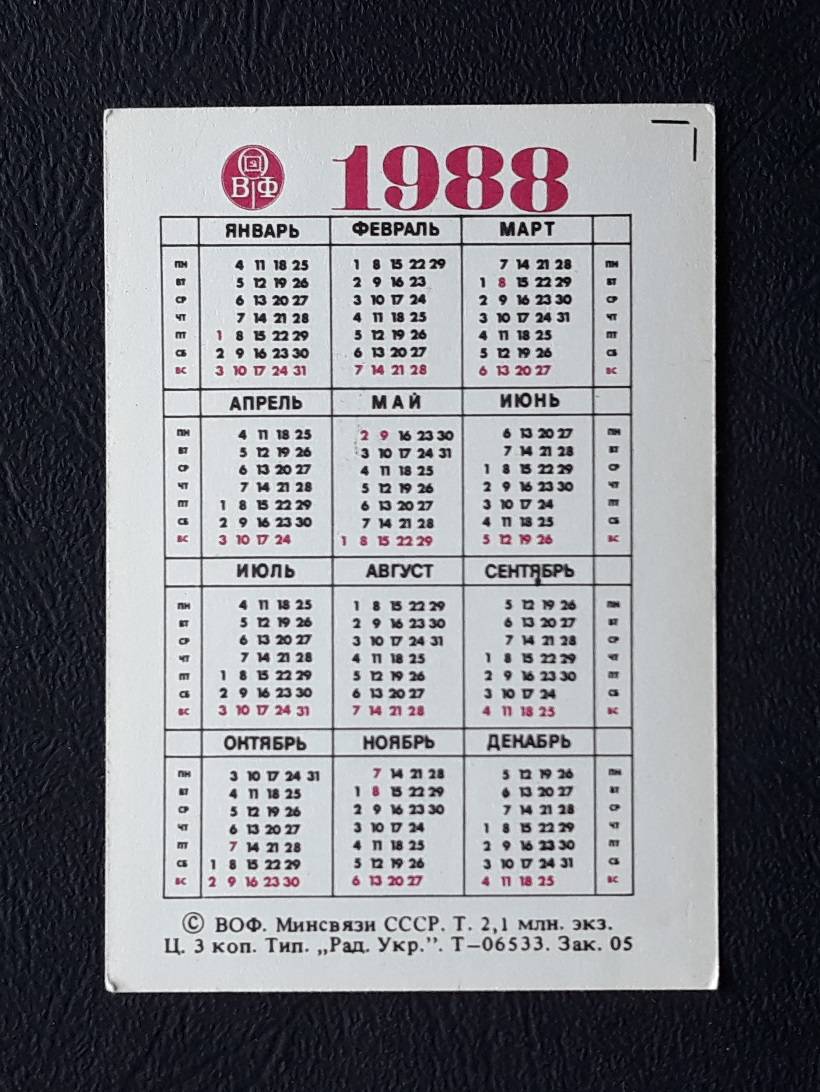 ВОФ 1988
ЯНВАРЬ ФЕВРАЛЬ МАРТ
ПН 4 11 18 25 1 8 15 22 29 7 14 21 28 ПН
ВТ 5 12 19 26 2 9 16 23 1 8 15 22 29 ВТ
СР 6 13 20 27 3 10 17 24 2 9 16 23 30 СР
ЧТ 7 14 21 28 4 11 18 25 3 10 17 24 31 ЧТ
ПТ 1 8 15 22 29 5 12 19 26 4 11 18 25 ПТ
СБ 2 9 16 23 30 6 13 20 27 5 12 19 26 СБ
ВС 3 10 17 24 31 7 14 21 28 6 13 20 27 ВС
АПРЕЛЬ МАЙ ИЮНЬ
ПН 4 11 18 25 2 9 16 23 30 6 13 20 27 ПН
ВТ 5 12 19 26 3 10 17 24 31 7 14 21 28 ВТ
СР 6 13 20 27 4 11 18 25 1 8 15 22 29 СР
ЧТ 7 14 21 28 5 12 19 26 2 9 16 23 30 ЧТ
ПТ 1 8 15 22 29 6 13 20 27 3 10 17 24 ПТ
СБ 2 9 16 23 30 7 14 21 28 4 11 18 25 СБ
ВС 3 10 17 24 1 8 15 22 29 5 12 19 26 ВС
ИЮЛЬ АВГУСТ СЕНТЯБРЬ
ПН 4 11 18 25 1 8 15 22 29 5 12 19 26 ПН
ВТ 5 12 19 26 2 9 16 23 30 6 13 20 27 ВТ
СР 6 13 20 27 3 10 17 24 31 7 14 21 28 СР
ЧТ 7 14 21 28 4 11 18 25 1 8 15 22 29 ЧТ
ПТ 1 8 15 22 29 5 12 19 26 2 9 16 23 30 ПТ
СБ 2 9 16 23 30 6 13 20 27 3 10 17 24 СБ
ВС 3 10 17 24 31 7 14 21 28 4 11 18 25 ВС
ОКТЯБРЬ НОЯБРЬ ДЕКАБРЬ
ПН 3 10 17 24 31 7 14 21 28 5 12 19 26 ПН
ВТ 4 11 18 25 1 8 15 22 29 6 13 20 27 ВТ
СР 5 12 19 26 2 9 16 23 30 7 14 21 28 СР
ЧТ 6 13 20 27 3 10 17 24 1 8 15 22 29 ЧТ
ПТ 7 14 21 28 4 11 18 25 2 9 16 23 30 ПТ
СБ 1 8 15 22 29 5 12 19 26 3 10 17 24 31 СБ
ВС 2 9 16 23 30 6 13 20 27 4 11 18 25 ВС
© ВОФ. Минсвязи СССР. Т. 2,1 млн. экз.
Ц. 3 коп. Тип. „Рад. Укр.”. Т—06533. Зак. 05